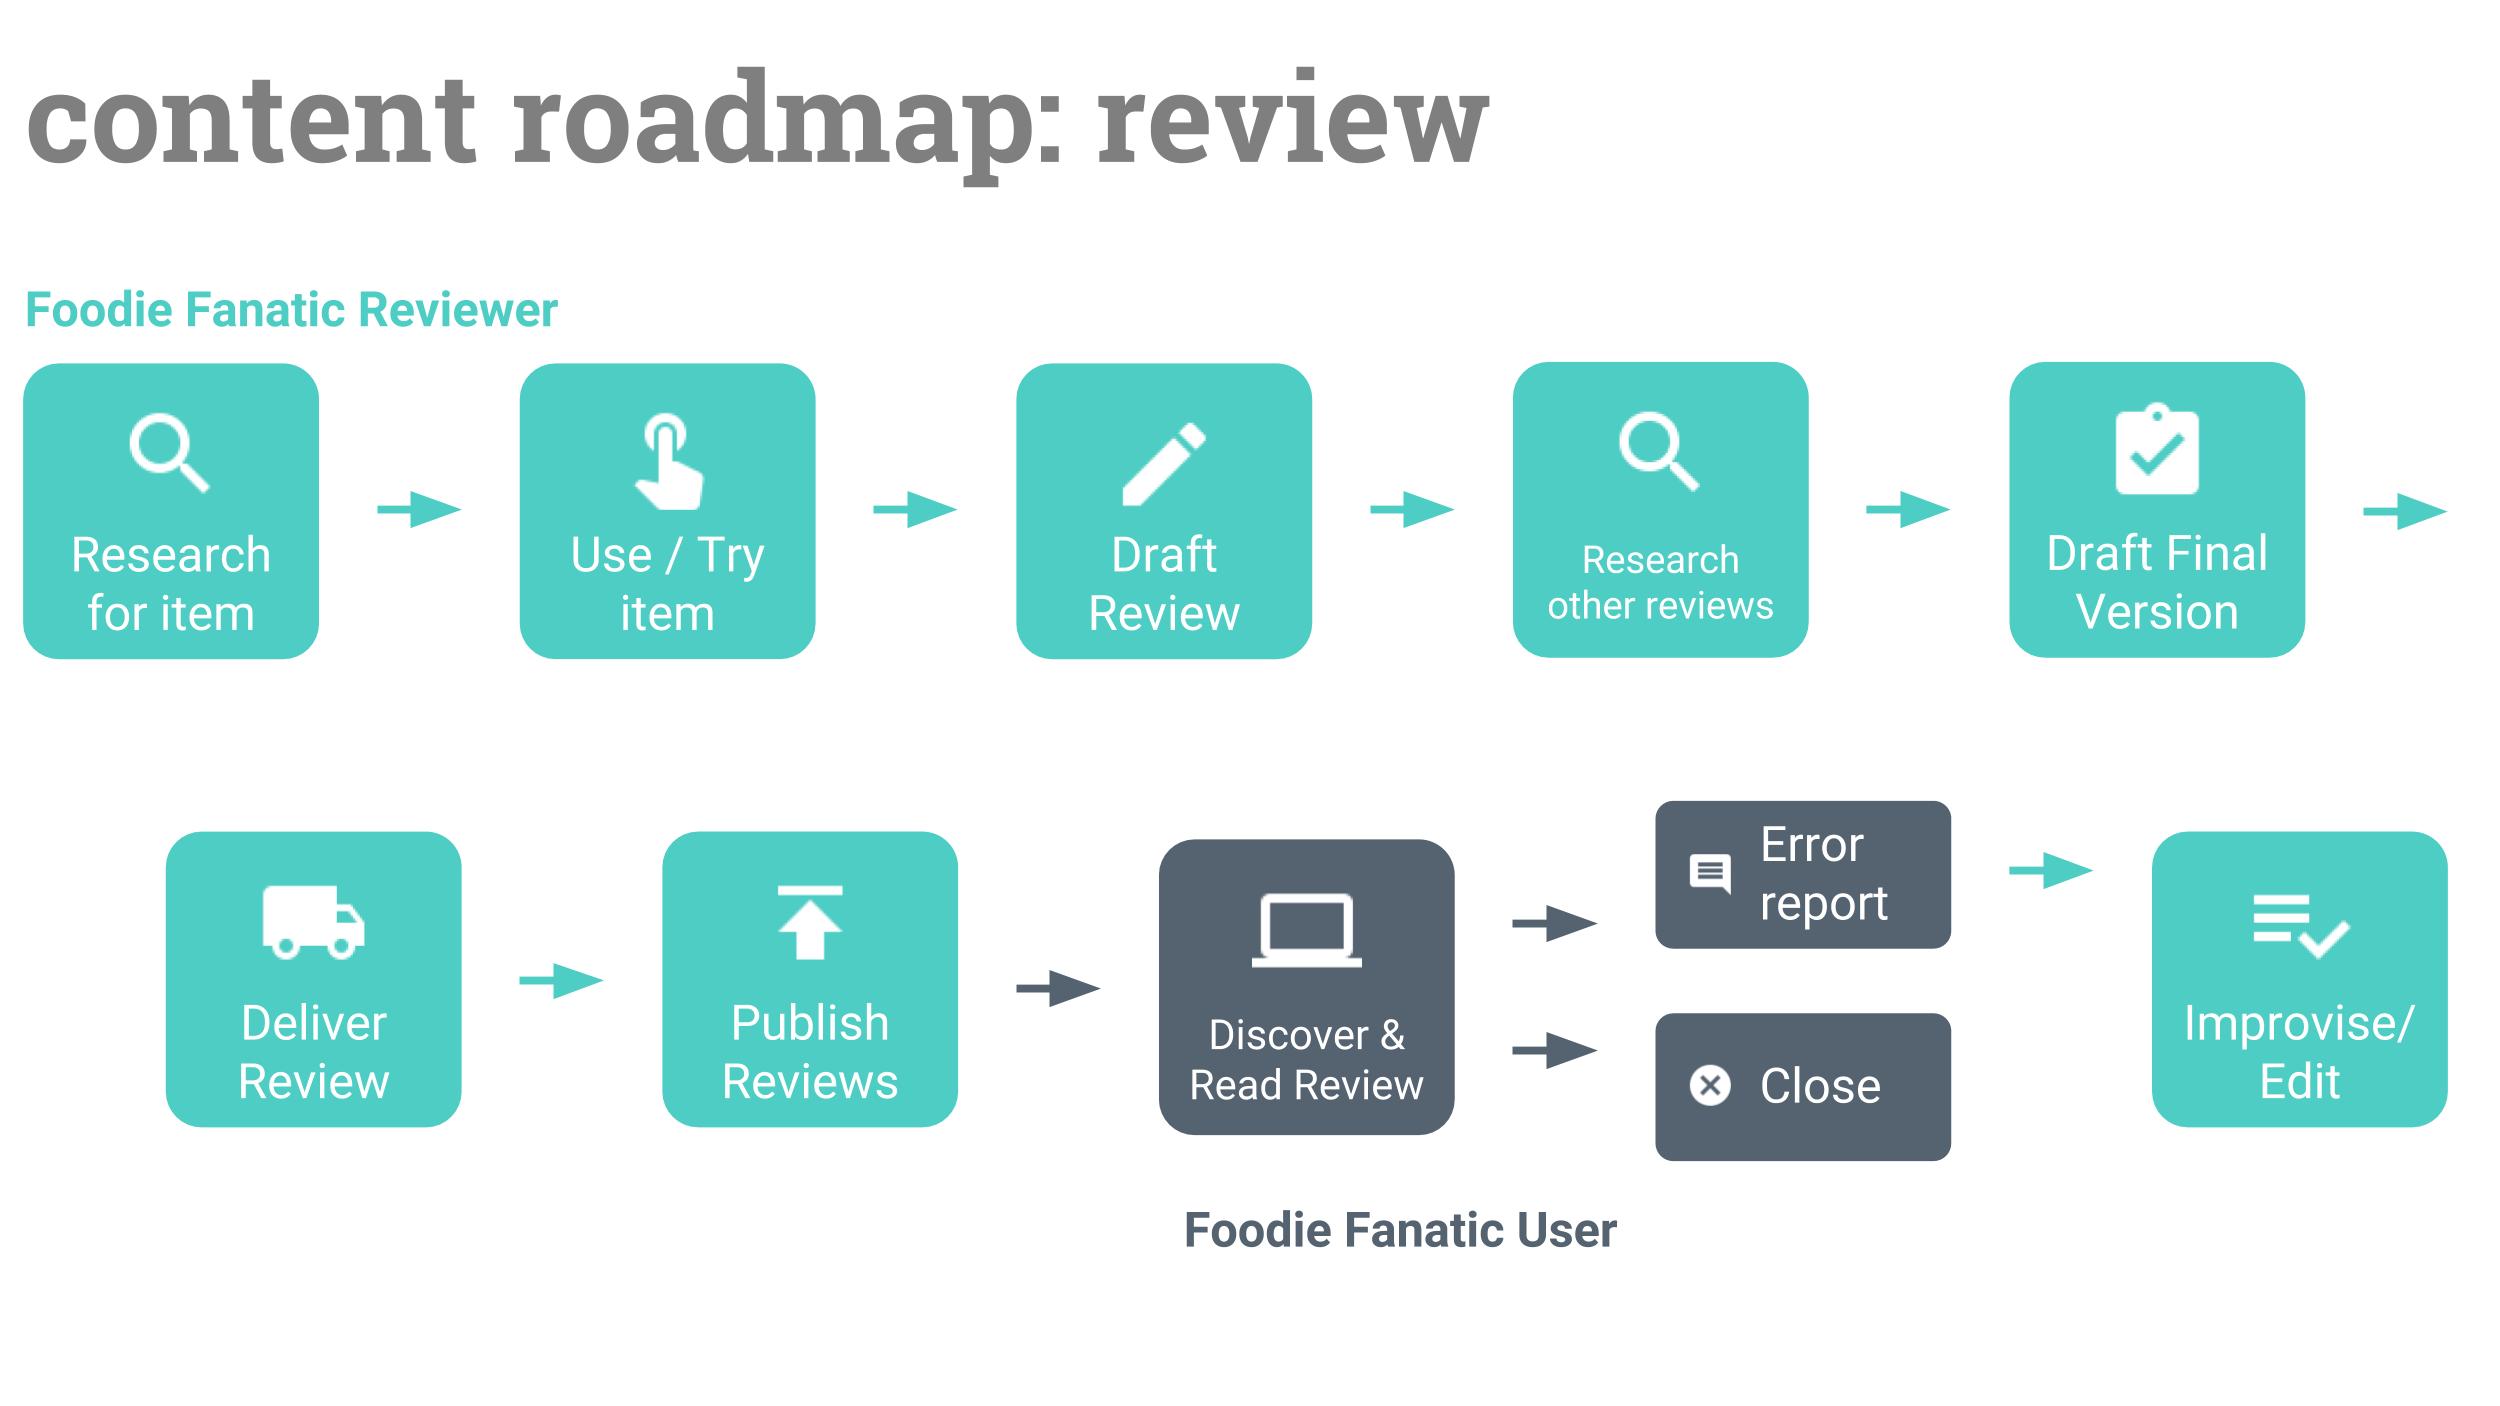 content roadmap: review
Foodie Fanatic Reviewer
Research
for item
Use/ Try
item
Draft
Review
Research
other reviews
Draft Final
Version
Deliver
Review
Publish
Reviews
Discover &
Read Reviews
Error
report
Close
Improvise/
Edit
Foodie Fanatic User